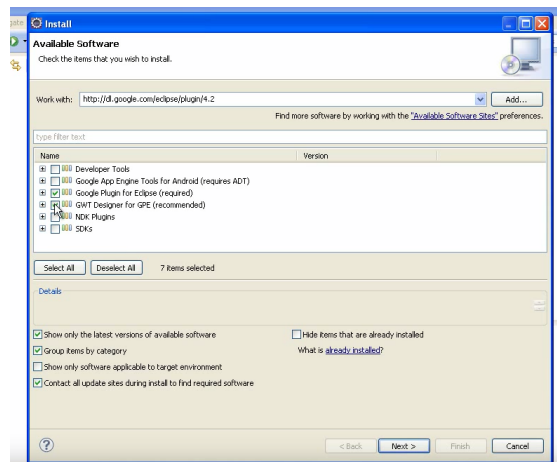 Install
Available Software
Check the items that you wish to install.
Work with: http://dl.google.com/eclipse/plugin/4.2
Add...
Find more software by working with the "Available Software Sites" preferences.
type filter text
Name Version
Developer Tools
Google App Engine Tools for Android (requires ADT)
Google Plugin for Eclipse (required)
GWT Designer for GPE (recommended)
NDK Plugins
SDKs
Select All Deselect All 7 items selected
Details
Show only the latest versions of available software Hide items that are already installed
Group items by category What is already installed?
Show only software applicable to target environment
Contact all update sites during install to find required software
? < Back Next > Finish Cancel